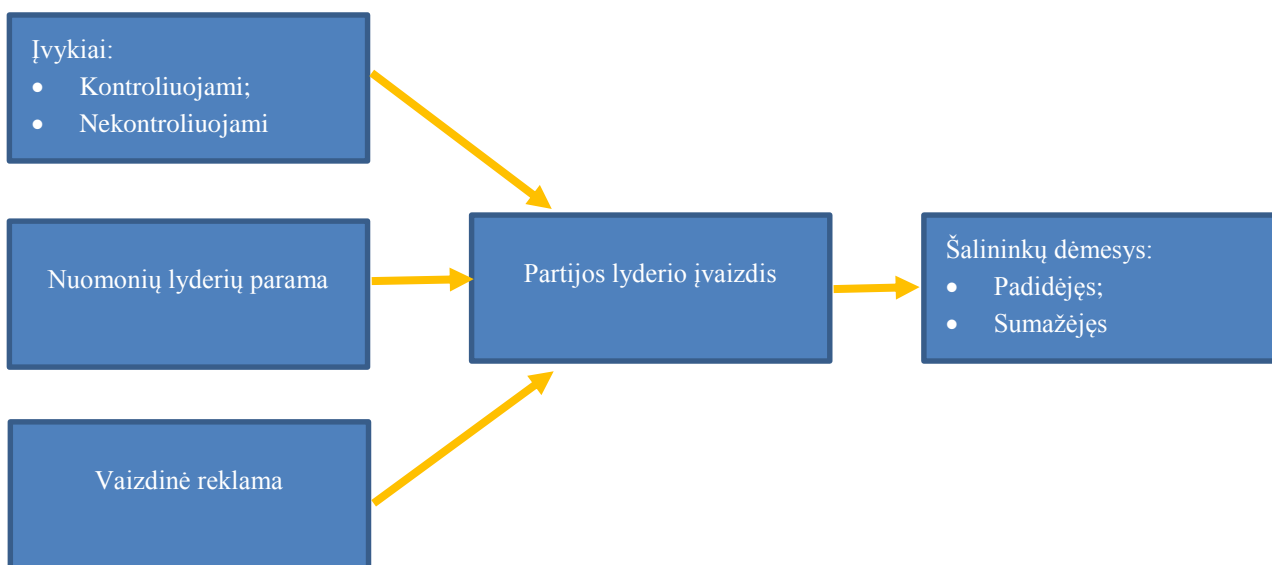 Įvykiai:
• Kontroliuojami;
• Nekontroliuojami
Nuomonių lyderių parama
Vaizdinė reklama
Partijos lyderio įvaizdis
Šalininkų dėmesys:
• Padidėjęs;
• Sumažėjęs